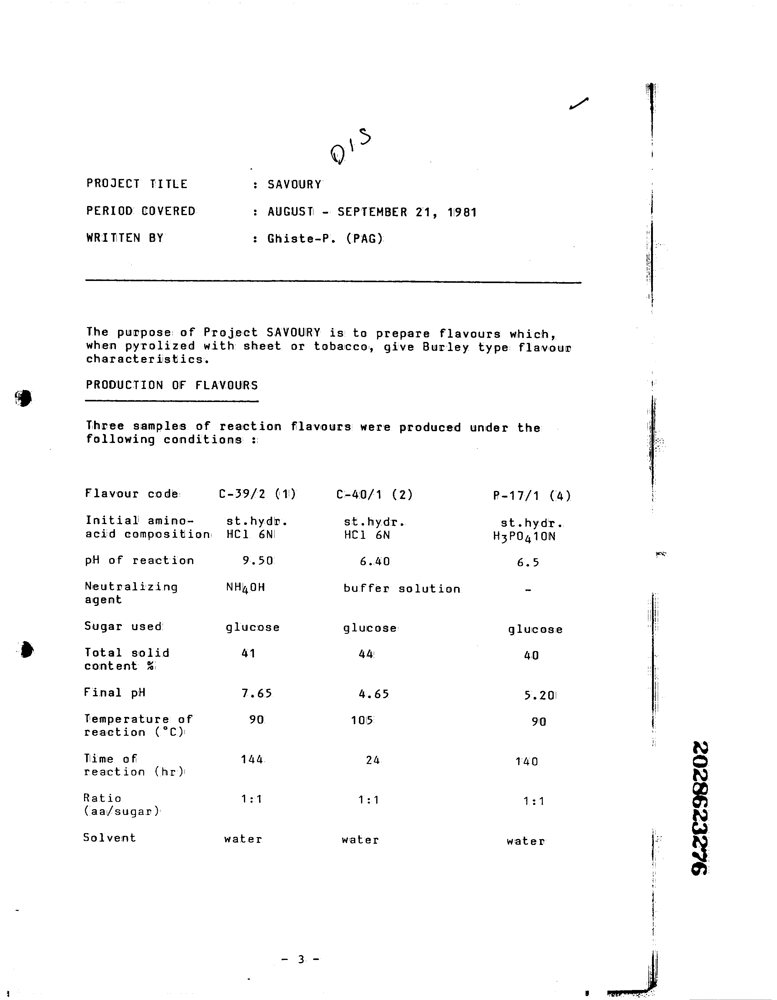 DIS
PROJECT TITLE : SAVOURY
PERIOD COVERED : AUGUST - SEPTEMBER 21, 1981
WRITTEN BY : Ghiste-P. (PAG)
The purpose of Project SAVOURY is to prepare flavours which,
when pyrolized with sheet or tobacco, give Burley type flavour
characteristics.
PRODUCTION OF FLAVOURS
Three samples of reaction flavours were produced under the
following conditions :
Flavour code C-39/2 (1) C-40/1 (2) P-17/1 (4)
Initial amino- st.hydr. st.hydr. st.hydr.
acid composition HCl 6N HCl 6N H3PO4 10N
pH of reaction 9.50 6.40 6.5
Neutralizing NH4OH buffer solution -
agent
Sugar used glucose glucose glucose
Total solid 41 44 40
content %
Final pH 7.65 4.65 5.20
Temperature of 90 105 90
reaction (°C)
Time of 144 24 140
reaction (hr)
Ratio 1:1 1:1 1:1
(aa/sugar)
Solvent water water water
- 3 -
2028623276